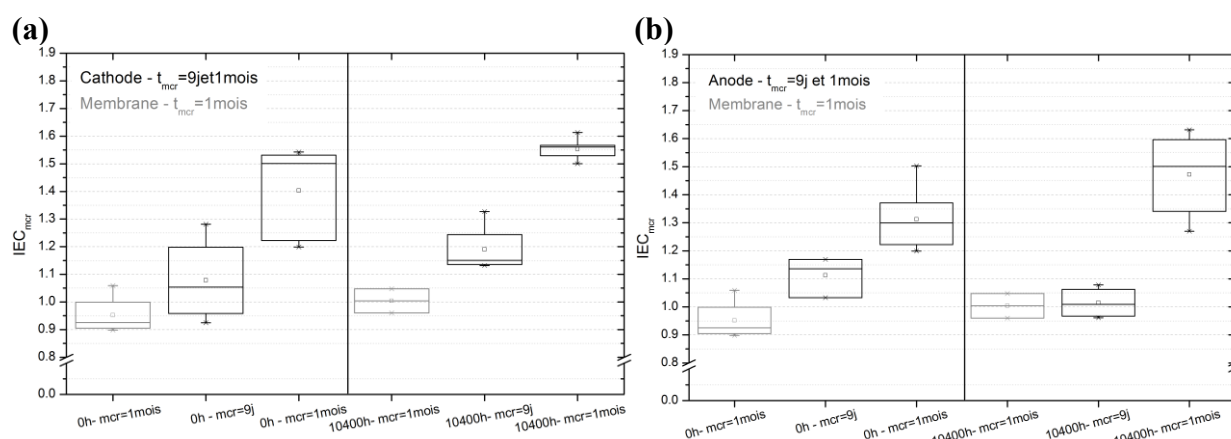 (a)
1.9
1.8
1.7
1.6
1.5
1.4
1.3
1.2
1.1
1.0
0.9
0.8
0.0
IEC_mcr
Cathode - t_mcr=9jet1mois
Membrane - t_mcr=1mois
0h- mcr=1mois
0h - mcr=9j
0h - mcr=1mois
10400h- mcr=1mois
10400h- mcr=9j
10400h- mcr=1mois
(b)
1.9
1.8
1.7
1.6
1.5
1.4
1.3
1.2
1.1
1.0
0.9
0.8
0.0
IEC_mcr
Anode - t_mcr=9j et 1mois
Membrane - t_mcr=1mois
0h- mcr=1mois
0h - mcr=9j
0h - mcr=1mois
10400h- mcr=1mois
10400h- mcr=9j
10400h- mcr=1mois